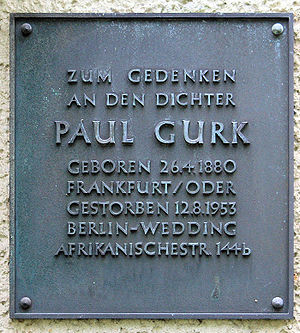 ZUM GEDENKEN
AN DEN DICHTER
PAUL GURK
GEBOREN 26.4.1880
FRANKFURT/ODER
GESTORBEN 12.8.1953
BERLIN-WEDDING
AFRIKANISCHESTR. 144b